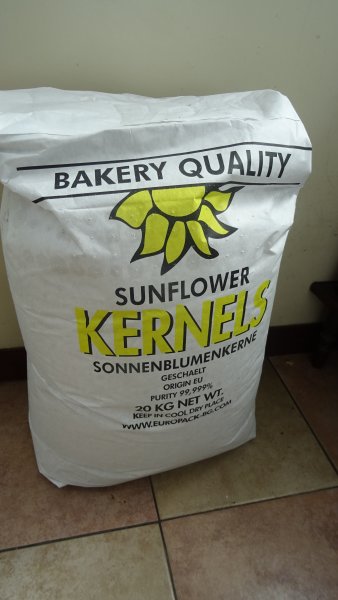 BAKERY QUALITY
SUNFLOWER
KERNELS
SONNENBLUMENKERNE
GESCHAELT
ORIGIN EU
PURITY 99,999%
20 KG NET WT.
KEEP IN COOL DRY PLACE
WWW.EUROPACK-BG.COM